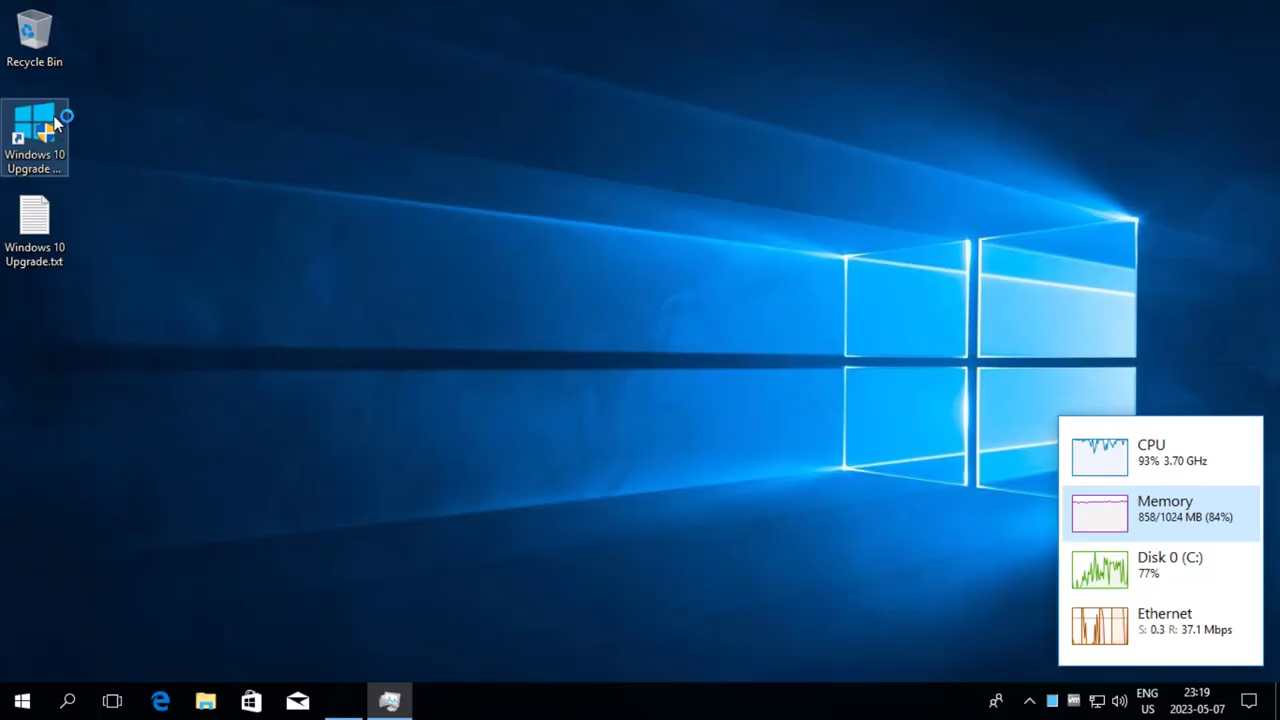 Recycle Bin
Windows 10
Upgrade ...
Windows 10
Upgrade.txt
CPU
93% 3.70 GHz
Memory
858/1024 MB (84%)
Disk 0 (C:)
77%
Ethernet
S: 0.3 R: 37.1 Mbps
ENG
US
23:19
2023-05-07